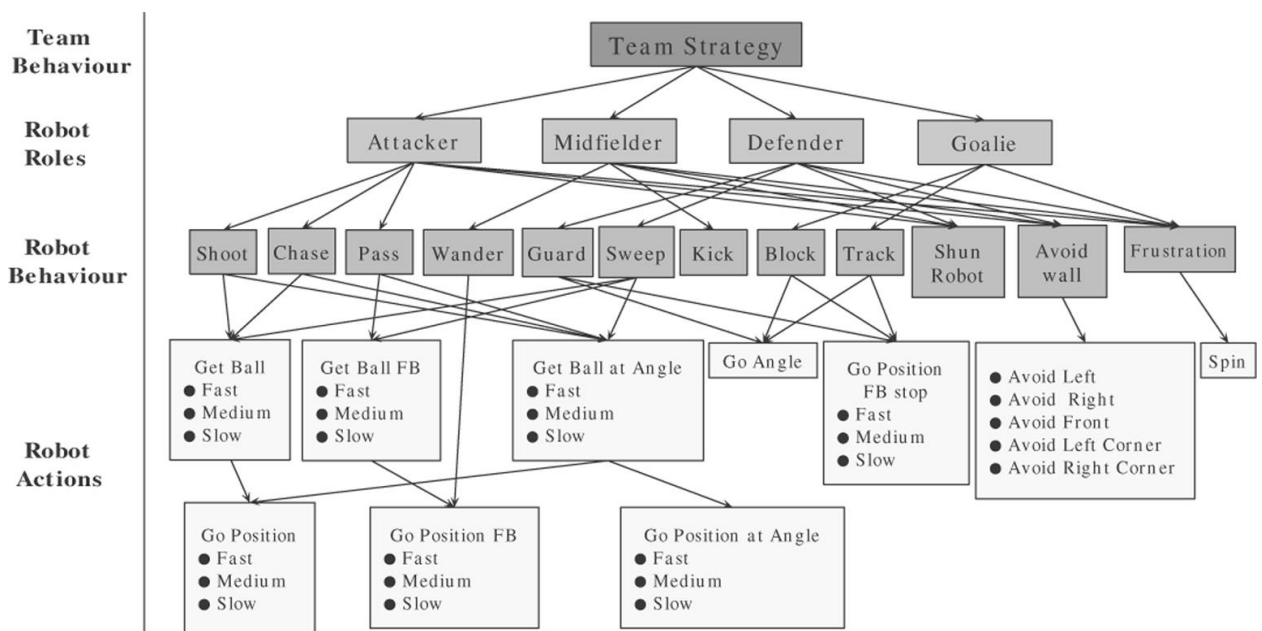 Team
Behaviour
Team Strategy
Robot
Roles
Attacker
Midfielder
Defender
Goalie
Robot
Behaviour
Shoot
Chase
Pass
Wander
Guard
Sweep
Kick
Block
Track
Shun
Robot
Avoid
wall
Frustration
Robot
Actions
Get Ball
● Fast
● Medium
● Slow
Get Ball FB
● Fast
● Medium
● Slow
Get Ball at Angle
● Fast
● Medium
● Slow
Go Angle
Go Position
FB stop
● Fast
● Medium
● Slow
● Avoid Left
● Avoid Right
● Avoid Front
● Avoid Left Corner
● Avoid Right Corner
Spin
Go Position
● Fast
● Medium
● Slow
Go Position FB
● Fast
● Medium
● Slow
Go Position at Angle
● Fast
● Medium
● Slow